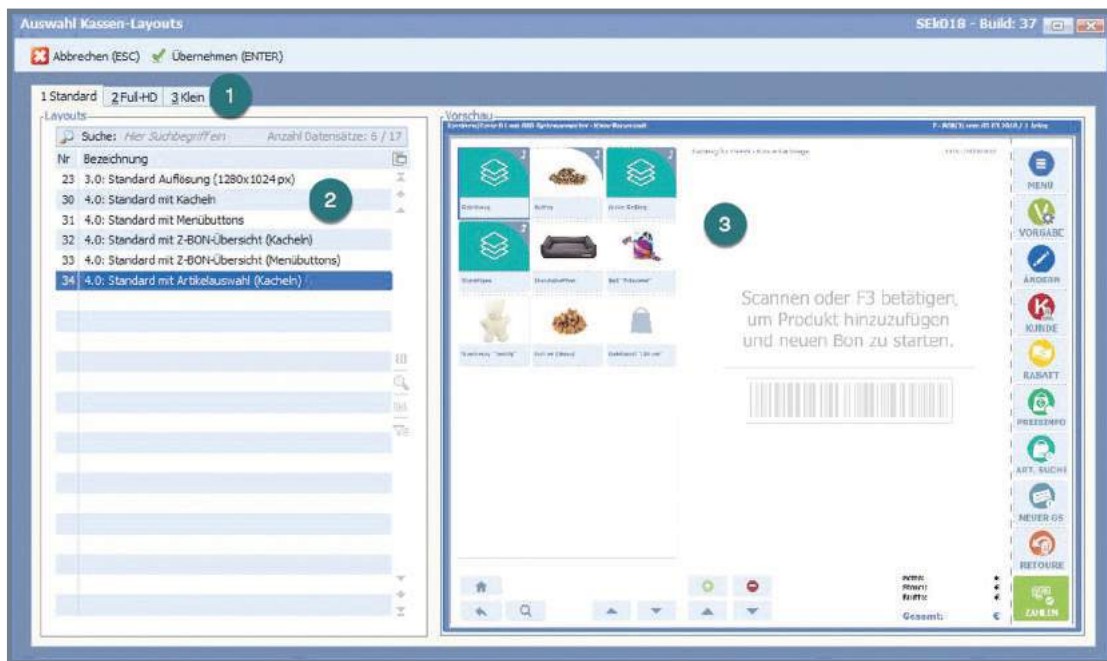 Auswahl Kassen-Layouts
SEk018 - Build: 37
Abbrechen (ESC) Übernehmen (ENTER)
1 Standard 2 Full-HD 3 Klein 1
Layouts
Suche: Hier Suchbegriff ein Anzahl Datensätze: 6 / 17
Nr Bezeichnung
23 3.0: Standard Auflösung (1280x1024 px)
30 4.0: Standard mit Kacheln
31 4.0: Standard mit Menübuttons
32 4.0: Standard mit Z-BON-Übersicht (Kacheln)
33 4.0: Standard mit Z-BON-Übersicht (Menübuttons)
34 4.0: Standard mit Artikelauswahl (Kacheln)
2
Vorschau
3
Scannen oder F3 betätigen,
um Produkt hinzuzufügen
und neuen Bon zu starten.
MENÜ
VORGABE
ÄNDERN
KUNDE
RABATT
PREISINFO
ART. SUCHE
NEUER GS
RETOURE
ZAHLEN
Gesamt: €